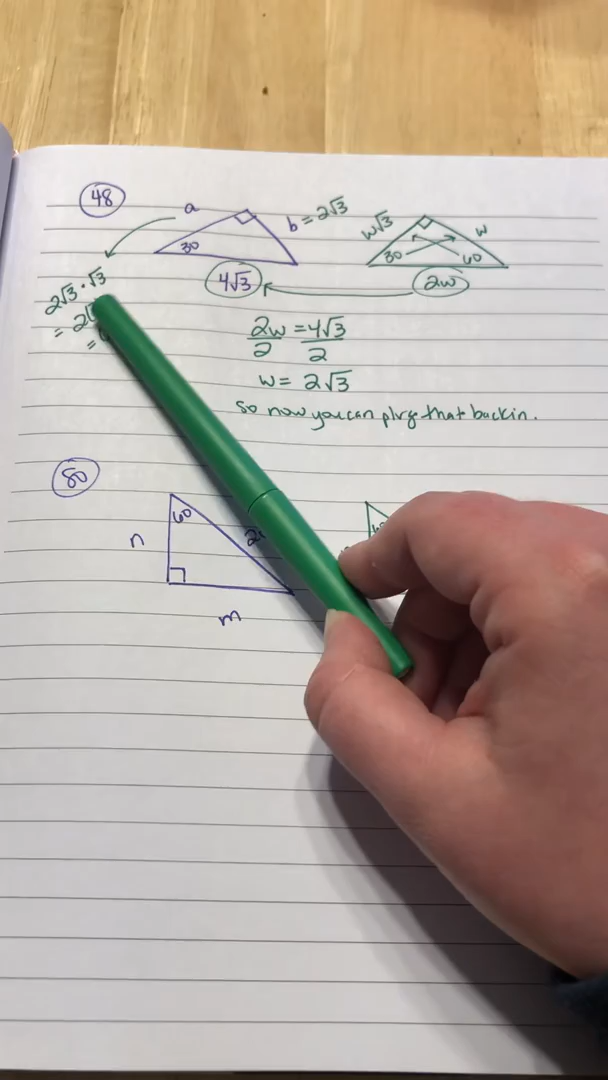 48
a
b = 2√3
30
4√3
w√3
w
30
60
2w
2√3 · √3
= 2
=
2w = 4√3
2 2
w = 2√3
so now you can plug that back in.
80
60
n
m